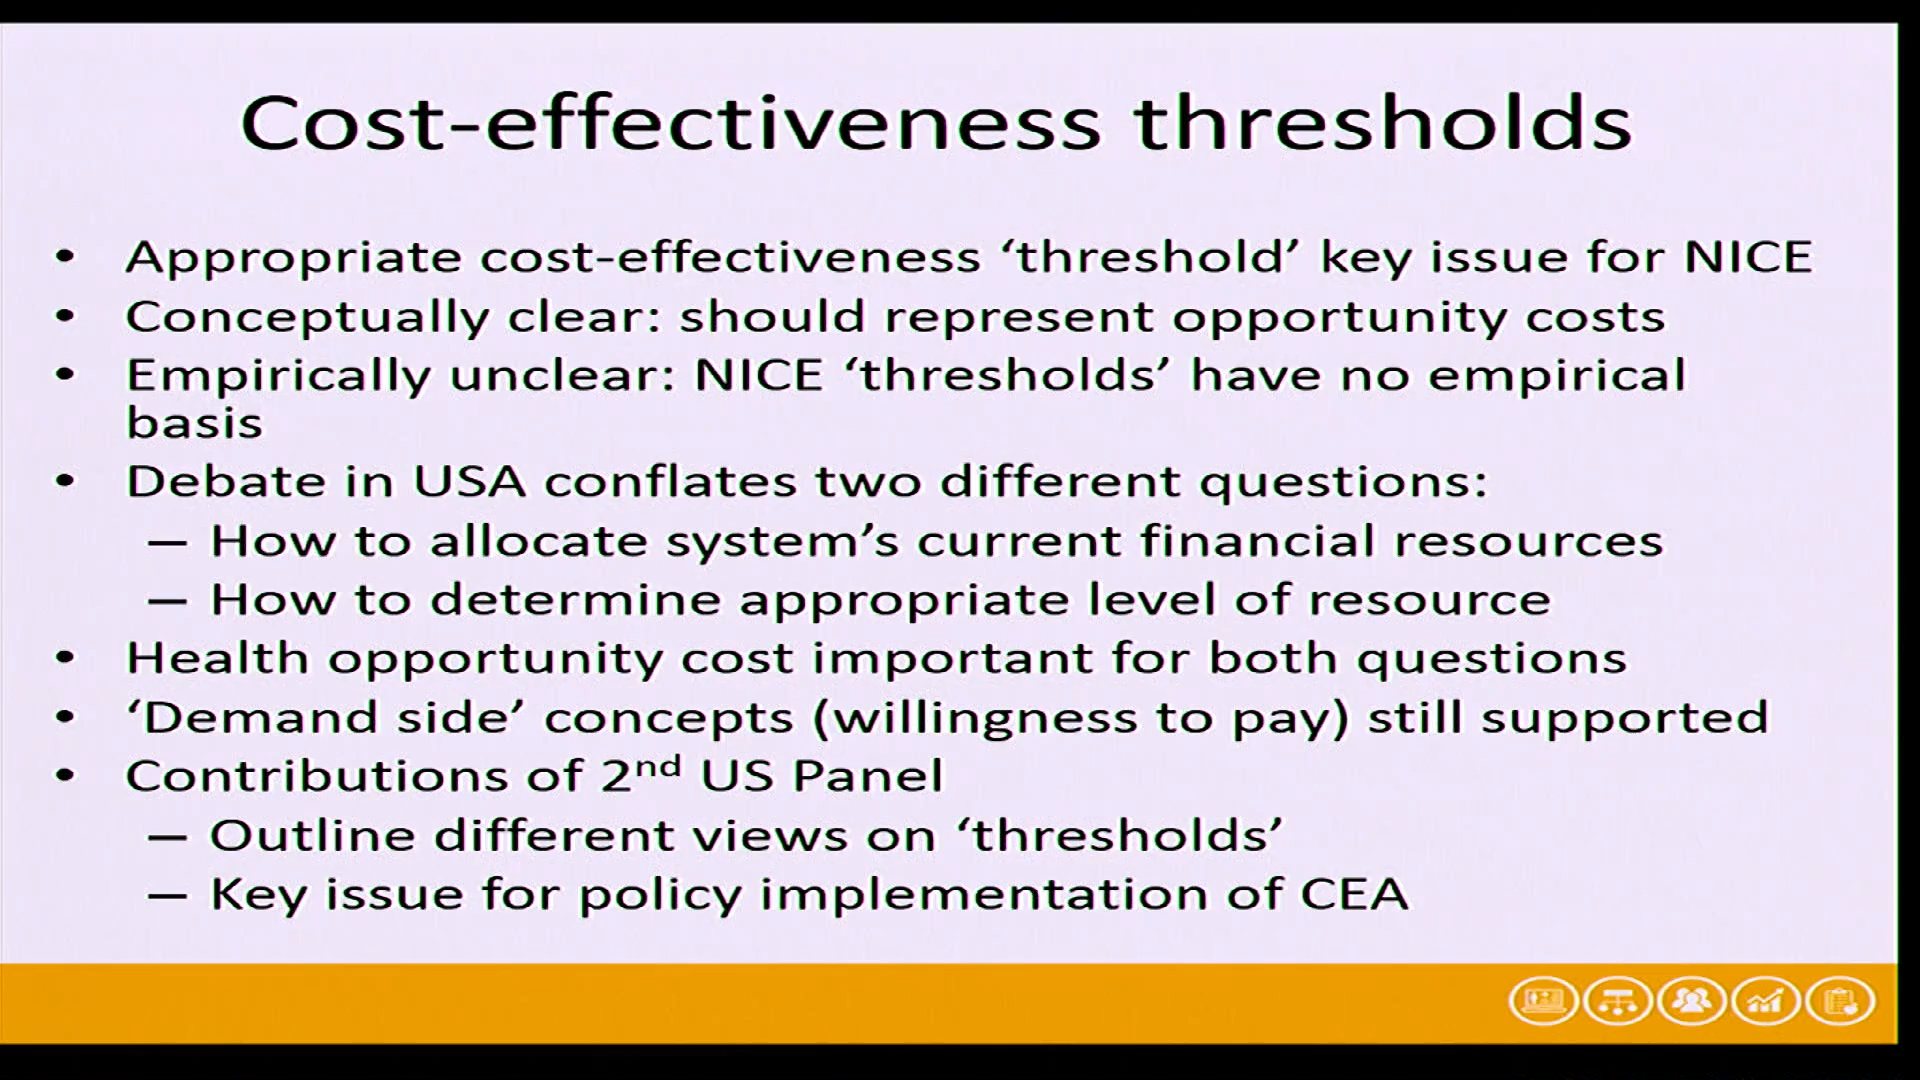 Cost-effectiveness thresholds
• Appropriate cost-effectiveness ‘threshold’ key issue for NICE
• Conceptually clear: should represent opportunity costs
• Empirically unclear: NICE ‘thresholds’ have no empirical
basis
• Debate in USA conflates two different questions:
– How to allocate system’s current financial resources
– How to determine appropriate level of resource
• Health opportunity cost important for both questions
• ‘Demand side’ concepts (willingness to pay) still supported
• Contributions of 2nd US Panel
– Outline different views on ‘thresholds’
– Key issue for policy implementation of CEA